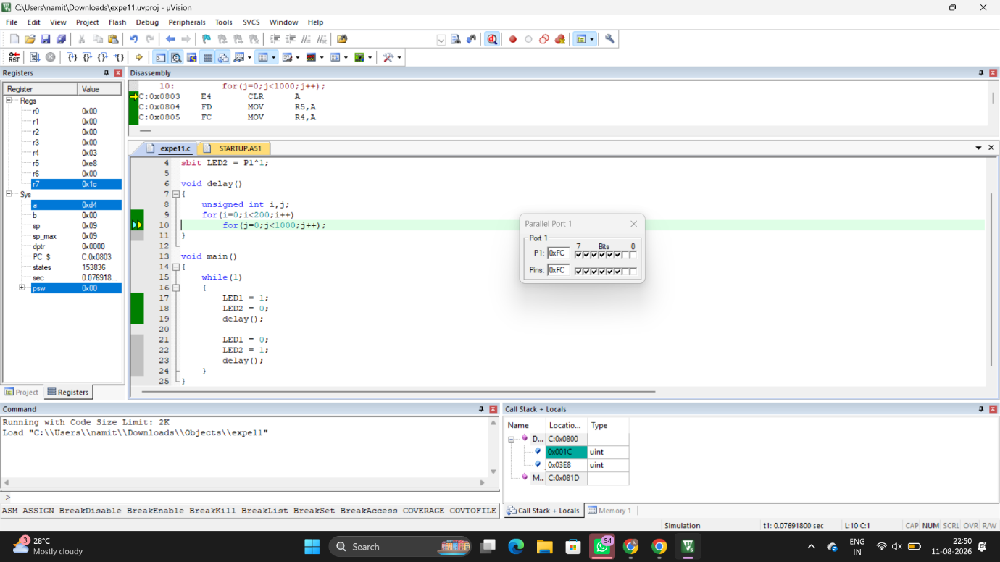 C:\Users\namit\Downloads\expe11.uvproj - µVision
File Edit View Project Flash Debug Peripherals Tools SVCS Window Help
RST
Registers
Register Value
Regs
r0 0x00
r1 0x00
r2 0x00
r3 0x00
r4 0x03
r5 0xe8
r6 0x00
r7 0x1c
Sys
a 0xd4
b 0x00
sp 0x09
sp_max 0x09
dptr 0x0000
PC $ C:0x0803
states 153836
sec 0.076918...
psw 0x00
Project Registers
Disassembly
10: for(j=0;j<1000;j++);
C:0x0803 E4 CLR A
C:0x0804 FD MOV R5,A
C:0x0805 FC MOV R4,A
expe11.c STARTUP.A51
4 sbit LED2 = P1^1;
5
6 void delay()
7 {
8 unsigned int i,j;
9 for(i=0;i<200;i++)
10 for(j=0;j<1000;j++);
11 }
12
13 void main()
14 {
15 while(1)
16 {
17 LED1 = 1;
18 LED2 = 0;
19 delay();
20
21 LED1 = 0;
22 LED2 = 1;
23 delay();
24 }
25 }
Parallel Port 1
Port 1
7 Bits 0
P1: 0xFC
Pins: 0xFC
Command
Running with Code Size Limit: 2K
Load "C:\\Users\\namit\\Downloads\\Objects\\expe11"
>
ASM ASSIGN BreakDisable BreakEnable BreakKill BreakList BreakSet BreakAccess COVERAGE COVTOFILE
Call Stack + Locals
Name Locatio... Type
D... C:0x0800
0x001C uint
0x03E8 uint
M.. C:0x081D
Call Stack + Locals Memory 1
Simulation t1: 0.07691800 sec L:10 C:1 CAP NUM SCRL OVR R/W
3
28°C
Mostly cloudy
Search
54
ENG
IN
22:50
11-08-2026